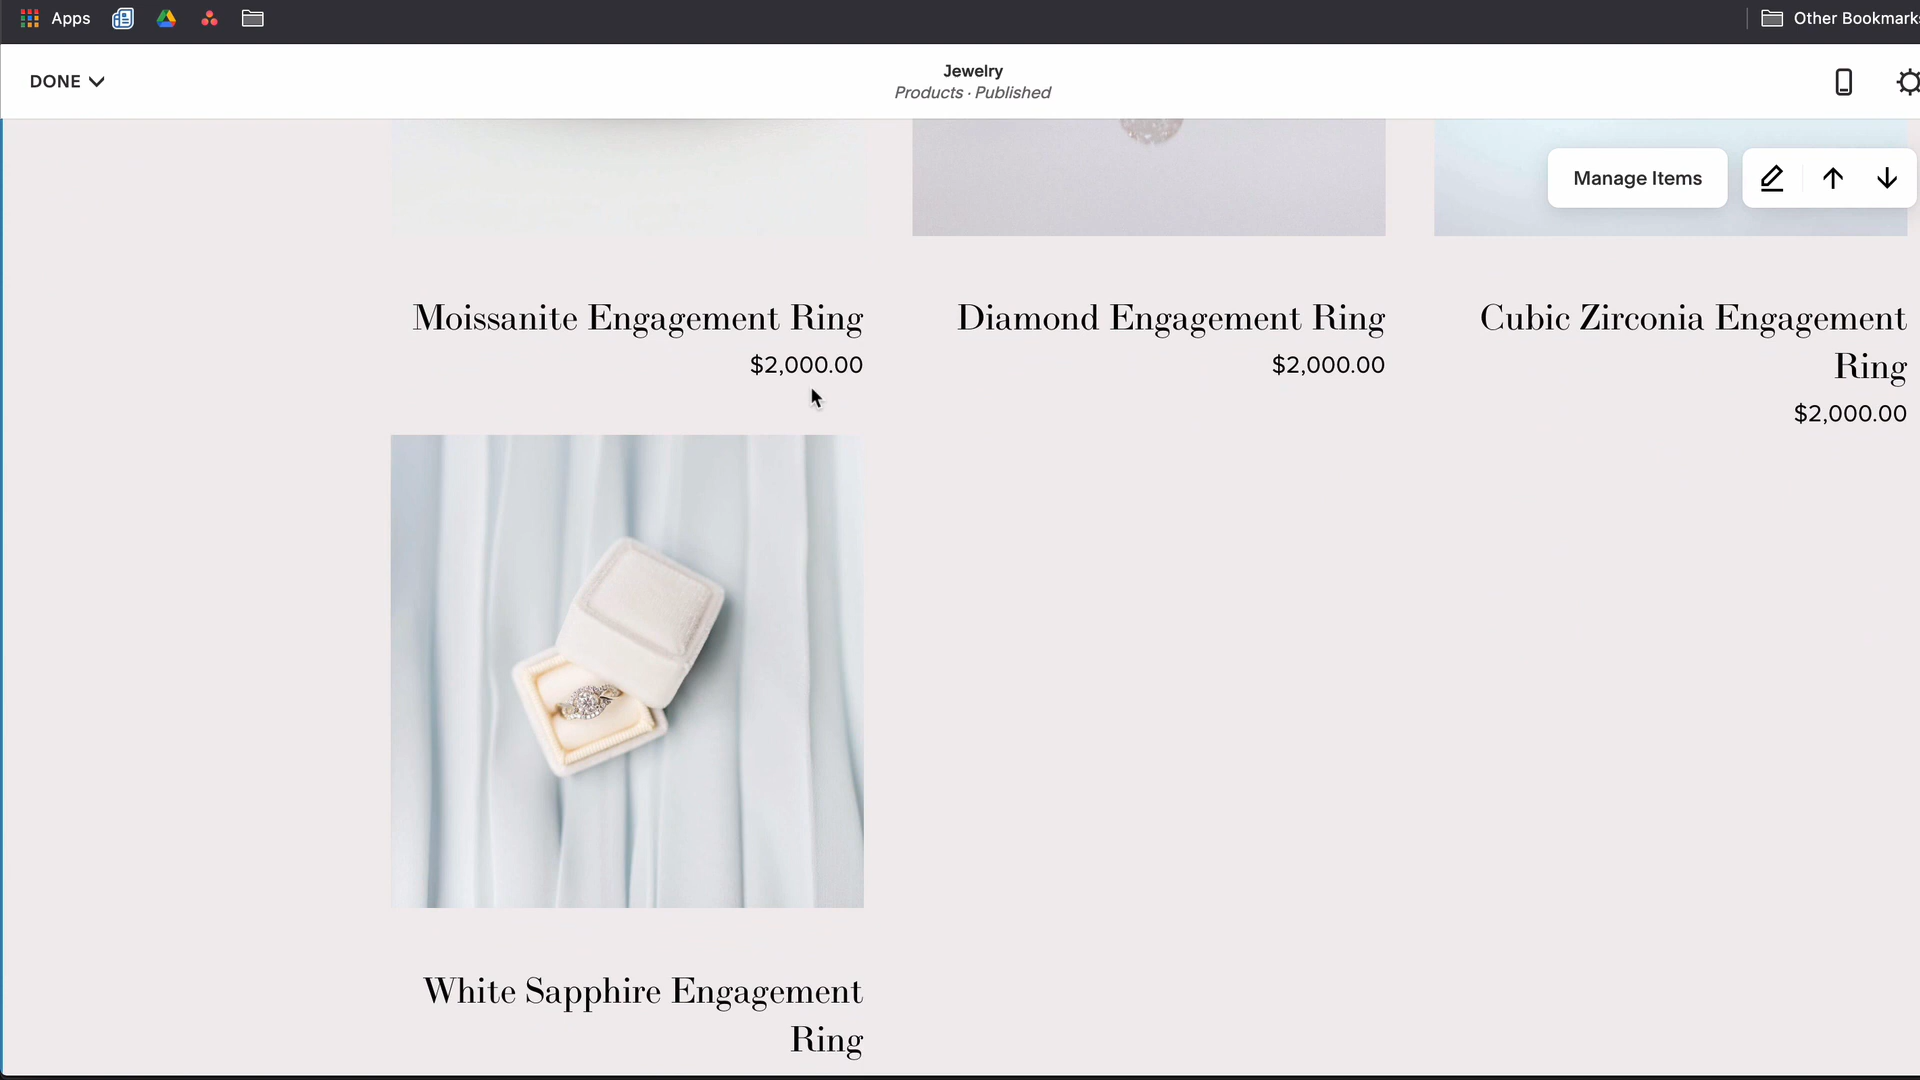 Apps
Other Bookmarks
DONE
Jewelry
Products · Published
Manage Items
Moissanite Engagement Ring
$2,000.00
Diamond Engagement Ring
$2,000.00
Cubic Zirconia Engagement
Ring
$2,000.00
White Sapphire Engagement
Ring